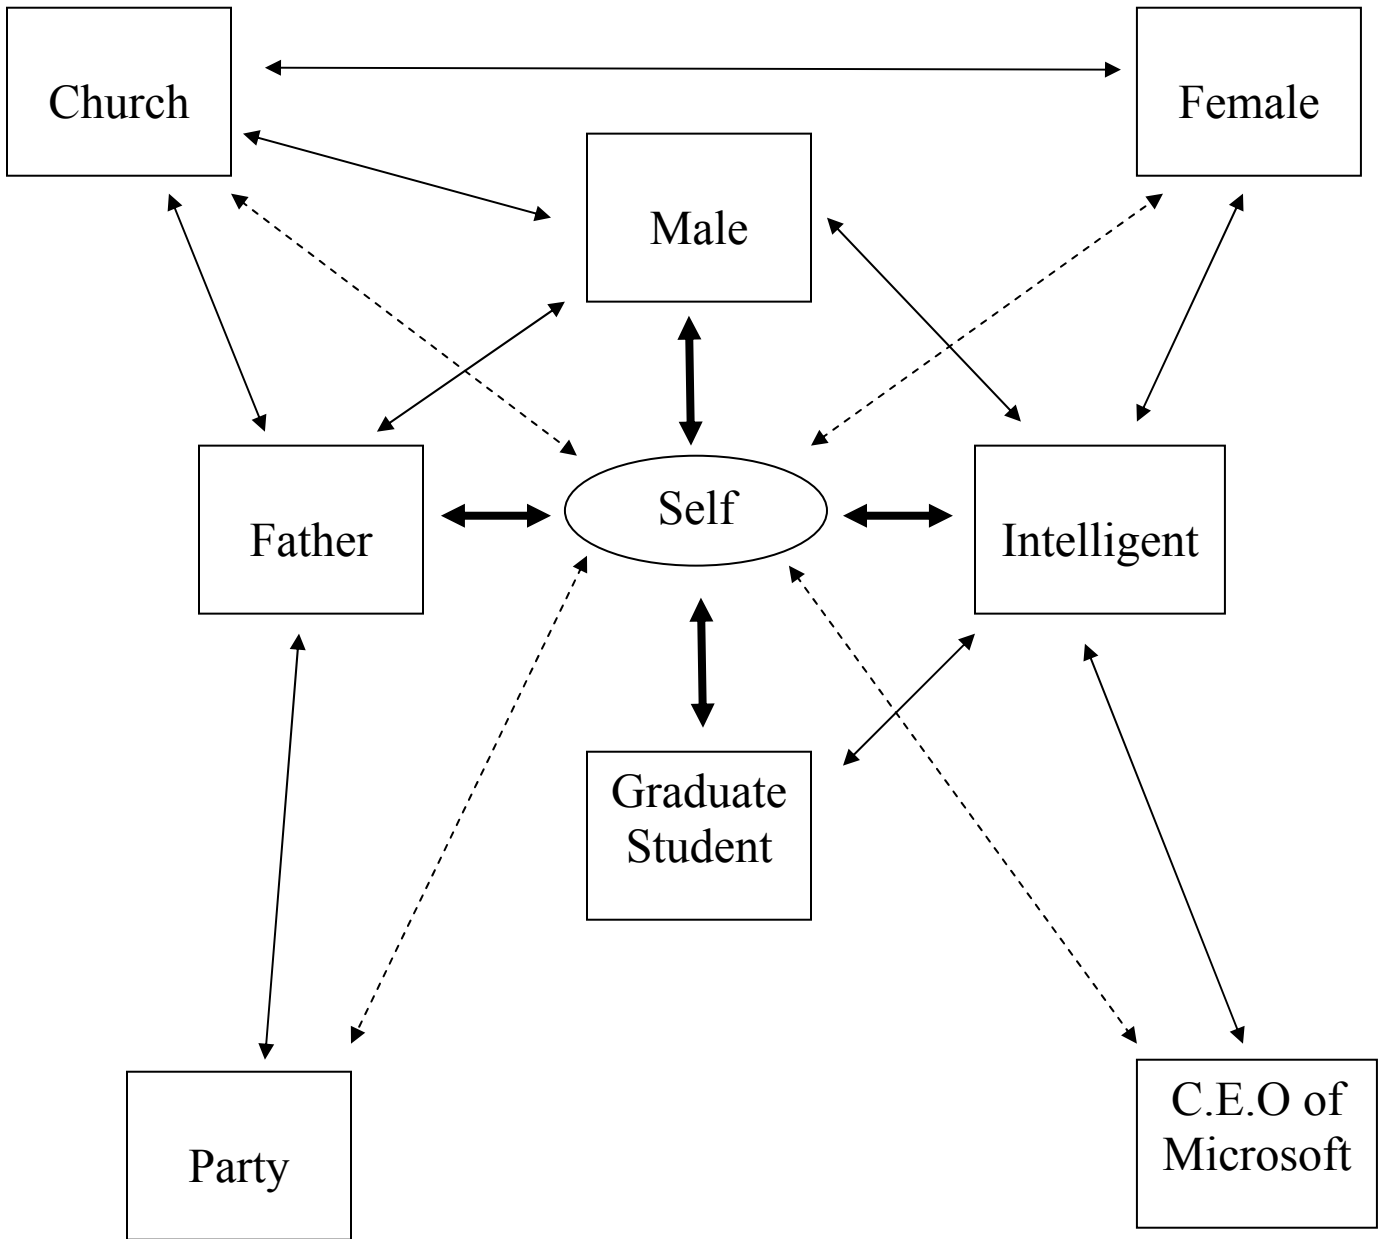 Church
Female
Male
Father
Self
Intelligent
Graduate
Student
Party
C.E.O of
Microsoft